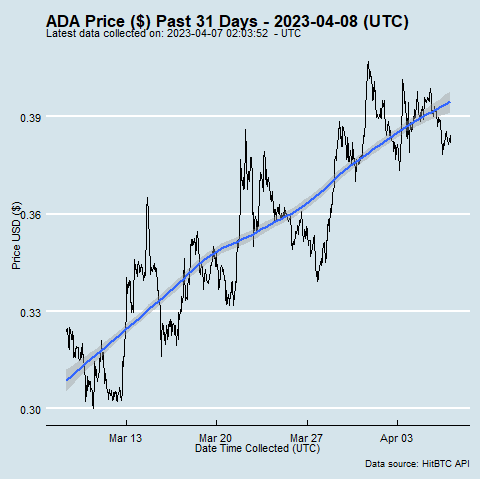 ADA Price ($) Past 31 Days - 2023-04-08 (UTC)
Latest data collected on: 2023-04-07 02:03:52 - UTC
0.39
0.36
0.33
0.30
Price USD ($)
Mar 13
Mar 20
Mar 27
Apr 03
Date Time Collected (UTC)
Data source: HitBTC API